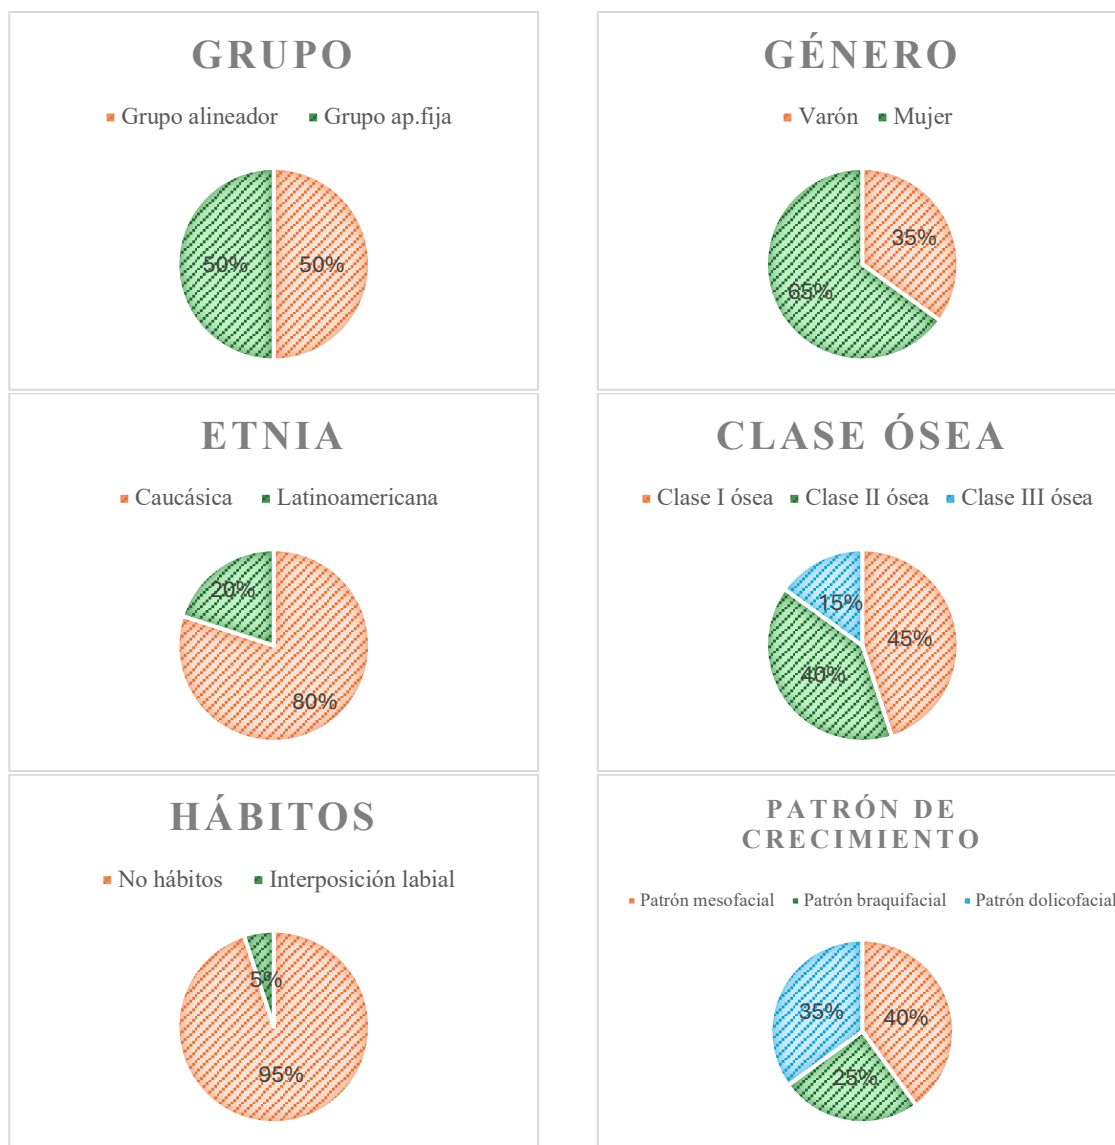 GRUPO
Grupo alineador Grupo ap.fija
50% 50%
GÉNERO
Varón Mujer
35%
65%
ETNIA
Caucásica Latinoamericana
20%
80%
CLASE ÓSEA
Clase I ósea Clase II ósea Clase III ósea
15%
45%
40%
HÁBITOS
No hábitos Interposición labial
5%
95%
PATRÓN DE
CRECIMIENTO
Patrón mesofacial Patrón braquifacial Patrón dolicofacial
35% 40%
25%